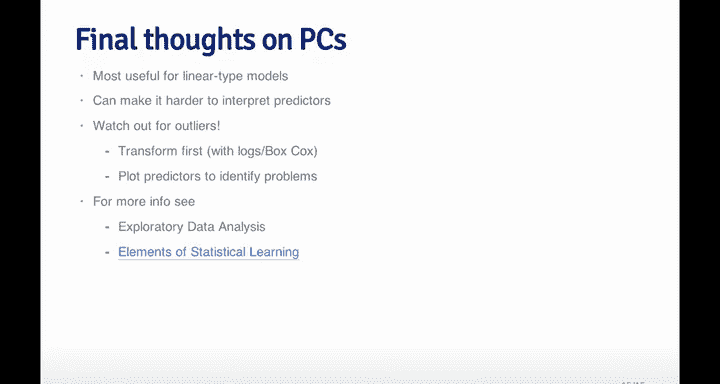 Final thoughts on PCs
· Most useful for linear-type models
· Can make it harder to interpret predictors
· Watch out for outliers!
- Transform first (with logs/Box Cox)
- Plot predictors to identify problems
· For more info see
- Exploratory Data Analysis
- Elements of Statistical Learning